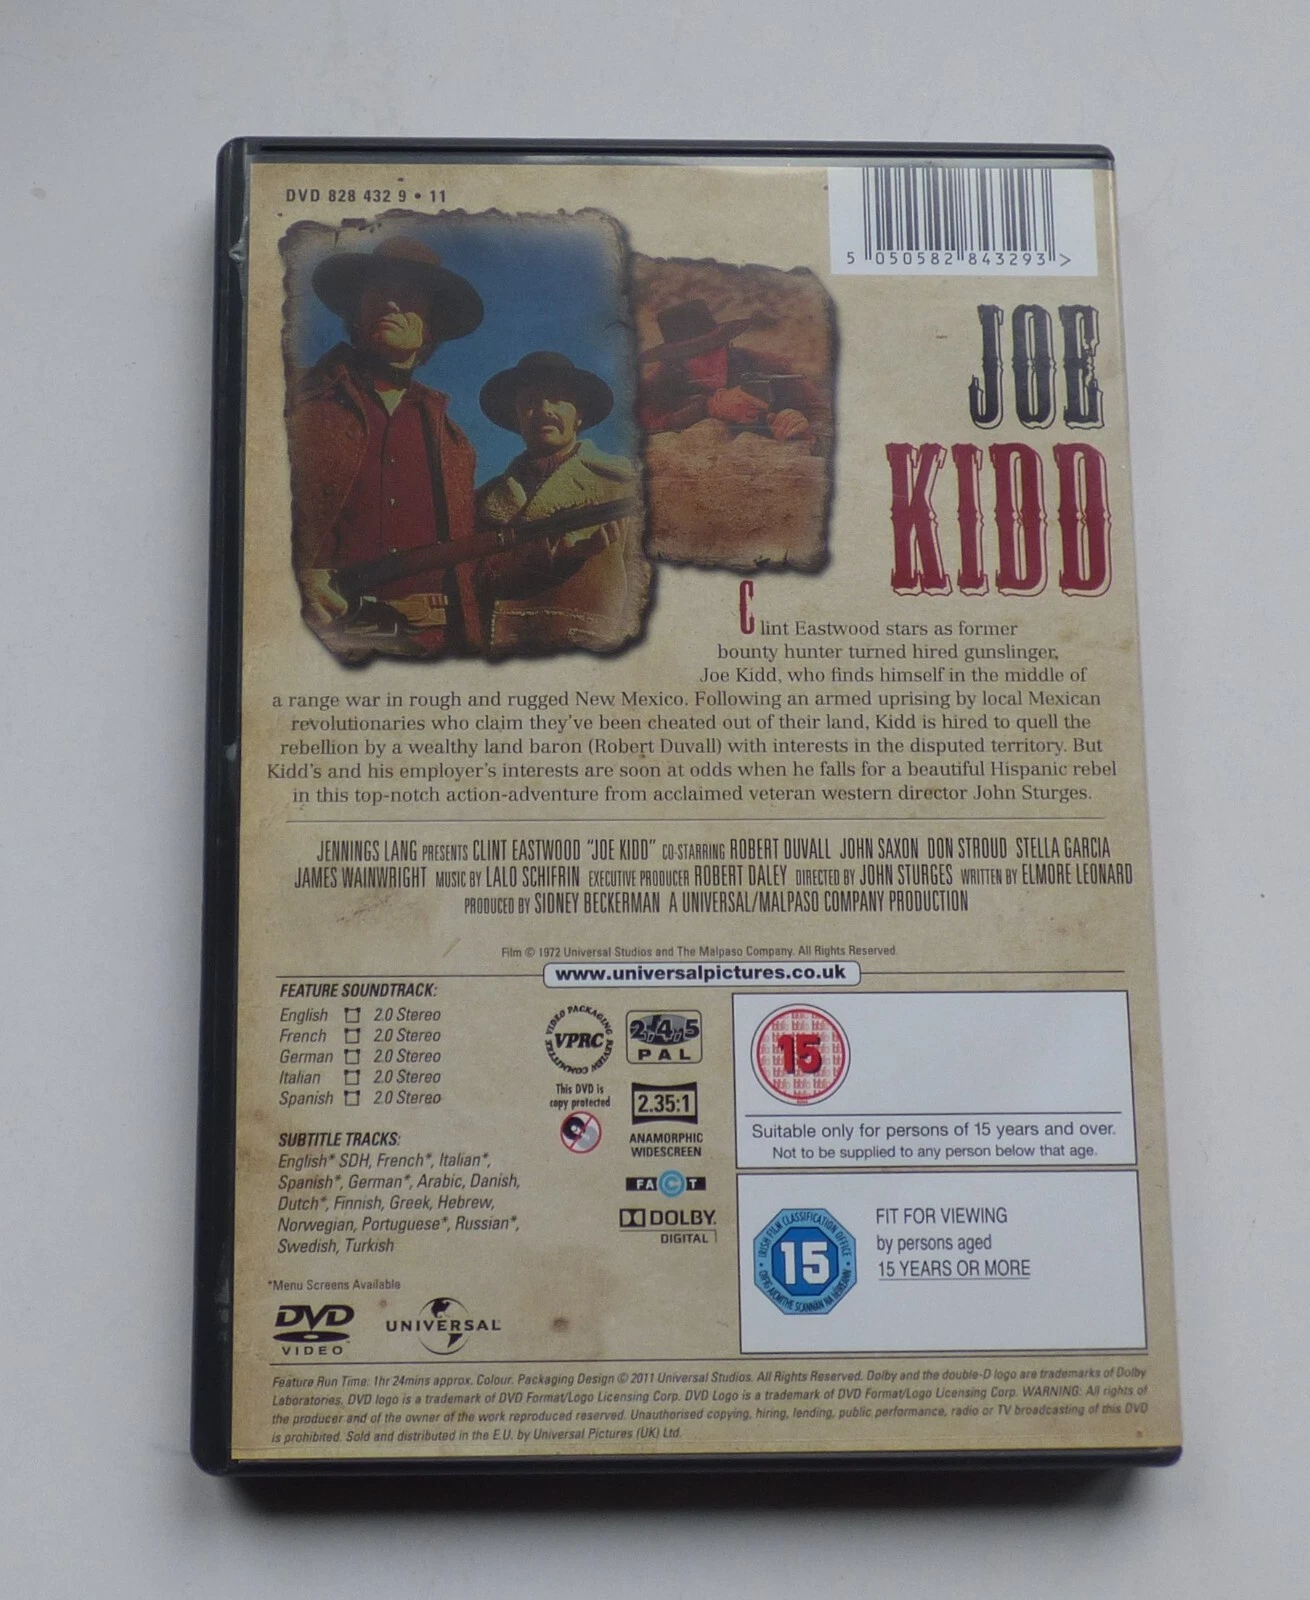 DVD 828 432 9 • 11
5 050582 843293 >
JOE
KIDD
Clint Eastwood stars as former
bounty hunter turned hired gunslinger,
Joe Kidd, who finds himself in the middle of
a range war in rough and rugged New Mexico. Following an armed uprising by local Mexican
revolutionaries who claim they've been cheated out of their land, Kidd is hired to quell the
rebellion by a wealthy land baron (Robert Duvall) with interests in the disputed territory. But
Kidd's and his employer's interests are soon at odds when he falls for a beautiful Hispanic rebel
in this top-notch action-adventure from acclaimed veteran western director John Sturges.
JENNINGS LANG PRESENTS CLINT EASTWOOD "JOE KIDD" CO-STARRING ROBERT DUVALL JOHN SAXON DON STROUD STELLA GARCIA
JAMES WAINWRIGHT MUSIC BY LALO SCHIFRIN EXECUTIVE PRODUCER ROBERT DALEY DIRECTED BY JOHN STURGES WRITTEN BY ELMORE LEONARD
PRODUCED BY SIDNEY BECKERMAN A UNIVERSAL/MALPASO COMPANY PRODUCTION
Film © 1972 Universal Studios and The Malpaso Company. All Rights Reserved.
www.universalpictures.co.uk
FEATURE SOUNDTRACK:
English 2.0 Stereo
French 2.0 Stereo
German 2.0 Stereo
Italian 2.0 Stereo
Spanish 2.0 Stereo
SUBTITLE TRACKS:
English* SDH, French*, Italian*,
Spanish*, German*, Arabic, Danish,
Dutch*, Finnish, Greek, Hebrew,
Norwegian, Portuguese*, Russian*,
Swedish, Turkish
*Menu Screens Available
DVD
VIDEO
UNIVERSAL
VIDEO PACKAGING
VPRC
REVIEW COMMITTEE
This DVD is
copy protected
2 4 5
PAL
2.35:1
ANAMORPHIC
WIDESCREEN
FACT
DOLBY
DIGITAL
15
Suitable only for persons of 15 years and over.
Not to be supplied to any person below that age.
IRISH FILM CLASSIFICATION OFFICE
15
OIFIG AICMITHE SCANNÁN NA HÉIREANN
FIT FOR VIEWING
by persons aged
15 YEARS OR MORE
Feature Run Time: 1hr 24mins approx. Colour. Packaging Design © 2011 Universal Studios. All Rights Reserved. Dolby and the double-D logo are trademarks of Dolby
Laboratories. DVD logo is a trademark of DVD Format/Logo Licensing Corp. DVD Logo is a trademark of DVD Format/Logo Licensing Corp. WARNING: All rights of
the producer and of the owner of the work reproduced reserved. Unauthorised copying, hiring, lending, public performance, radio or TV broadcasting of this DVD
is prohibited. Sold and distributed in the E.U. by Universal Pictures (UK) Ltd.